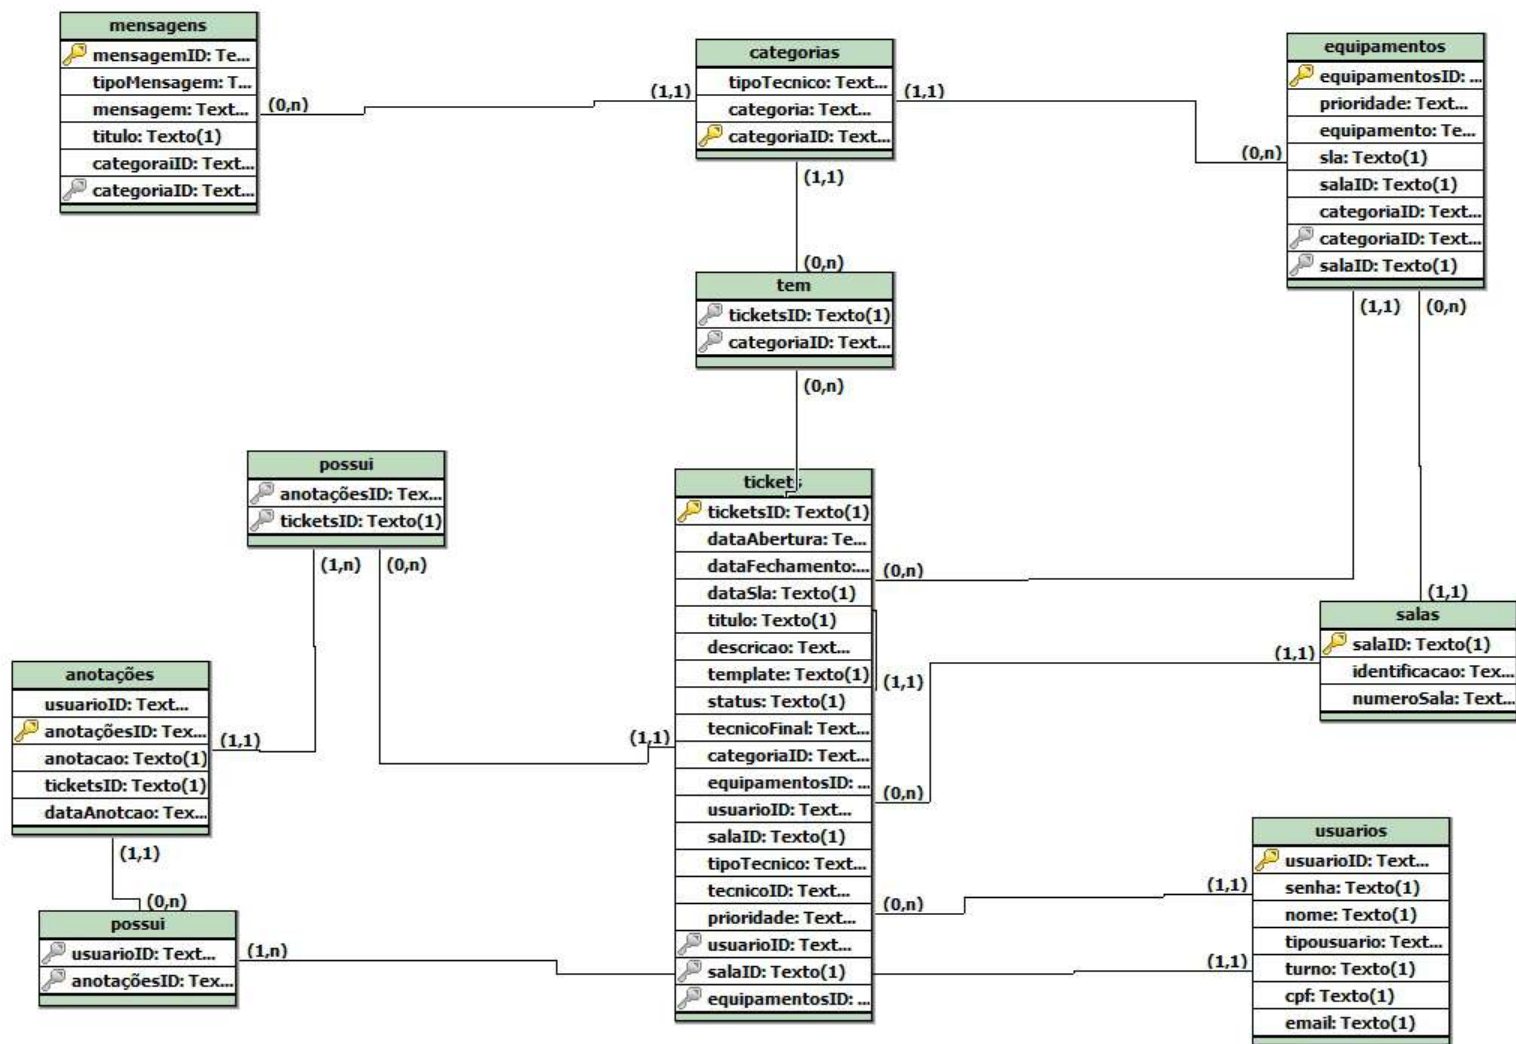 mensagens
mensagemID: Te...
tipoMensagem: T...
mensagem: Text...
titulo: Texto(1)
categoraiID: Text...
categoriaID: Text...
(0,n)
(1,1)
categorias
tipoTecnico: Text...
categoria: Text...
categoriaID: Text...
(1,1)
(0,n)
equipamentos
equipamentosID: ...
prioridade: Text...
equipamento: Te...
sla: Texto(1)
salaID: Texto(1)
categoriaID: Text...
categoriaID: Text...
salaID: Texto(1)
(1,1)
(0,n)
tem
ticketsID: Texto(1)
categoriaID: Text...
(0,n)
(1,1)
(0,n)
possui
anotaçõesID: Tex...
ticketsID: Texto(1)
(1,n)
(0,n)
tickets
ticketsID: Texto(1)
dataAbertura: Te...
dataFechamento:...
dataSla: Texto(1)
titulo: Texto(1)
descricao: Text...
template: Texto(1)
status: Texto(1)
tecnicoFinal: Text...
categoriaID: Text...
equipamentosID: ...
usuarioID: Text...
salaID: Texto(1)
tipoTecnico: Text...
tecnicoID: Text...
prioridade: Text...
usuarioID: Text...
salaID: Texto(1)
equipamentosID: ...
(0,n)
(1,1)
(1,1)
(0,n)
(0,n)
(1,1)
(1,1)
salas
salaID: Texto(1)
identificacao: Tex...
numeroSala: Text...
anotações
usuarioID: Text...
anotaçõesID: Tex...
anotacao: Texto(1)
ticketsID: Texto(1)
dataAnotcao: Tex...
(1,1)
(1,1)
(0,n)
possui
usuarioID: Text...
anotaçõesID: Tex...
(1,n)
(1,1)
(1,1)
usuarios
usuarioID: Text...
senha: Texto(1)
nome: Texto(1)
tipousuario: Text...
turno: Texto(1)
cpf: Texto(1)
email: Texto(1)